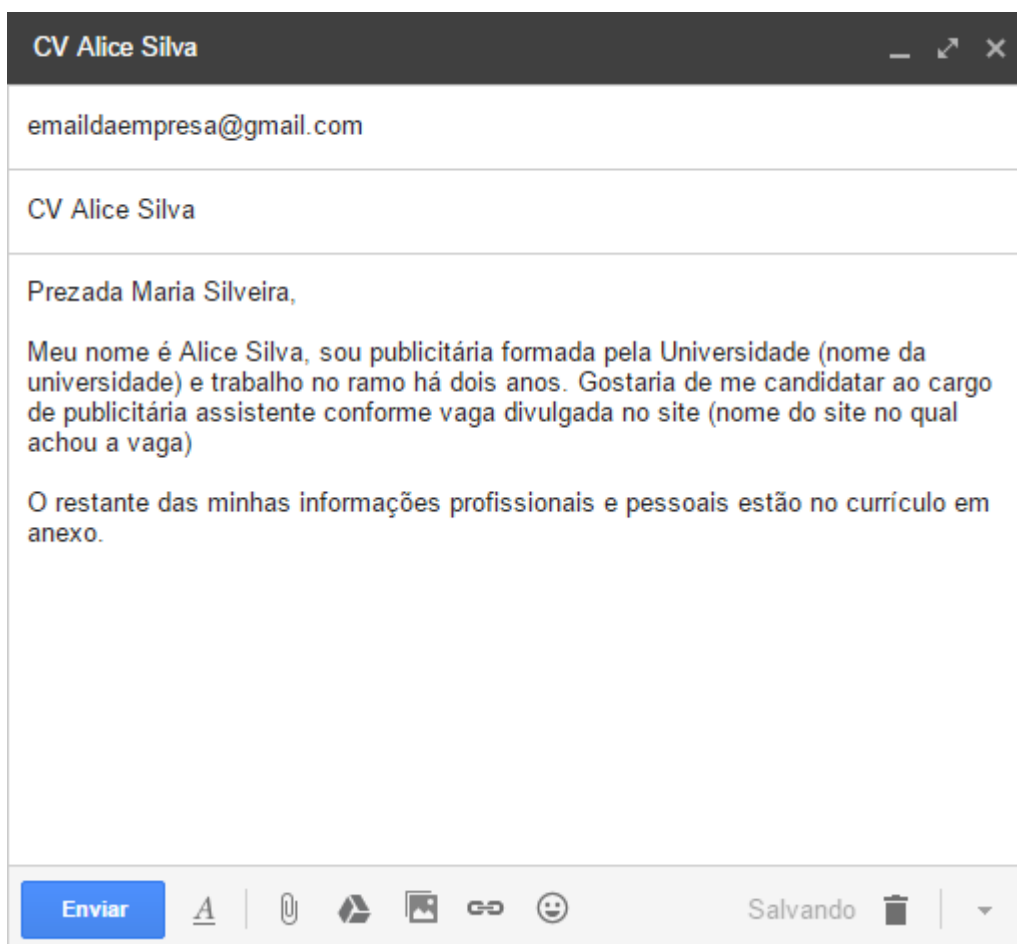 CV Alice Silva
emaildaempresa@gmail.com
CV Alice Silva
Prezada Maria Silveira,
Meu nome é Alice Silva, sou publicitária formada pela Universidade (nome da
universidade) e trabalho no ramo há dois anos. Gostaria de me candidatar ao cargo
de publicitária assistente conforme vaga divulgada no site (nome do site no qual
achou a vaga)
O restante das minhas informações profissionais e pessoais estão no currículo em
anexo.
Enviar A Salvando